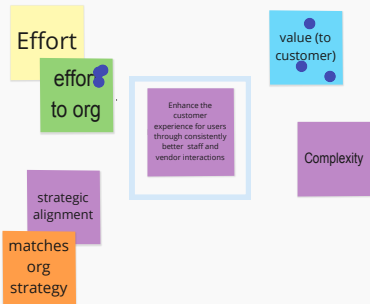 Effort
effort
to org
Enhance the
customer
experience for users
through consistently
better staff and
vendor interactions
value (to
customer)
Complexity
strategic
alignment
matches
org
strategy